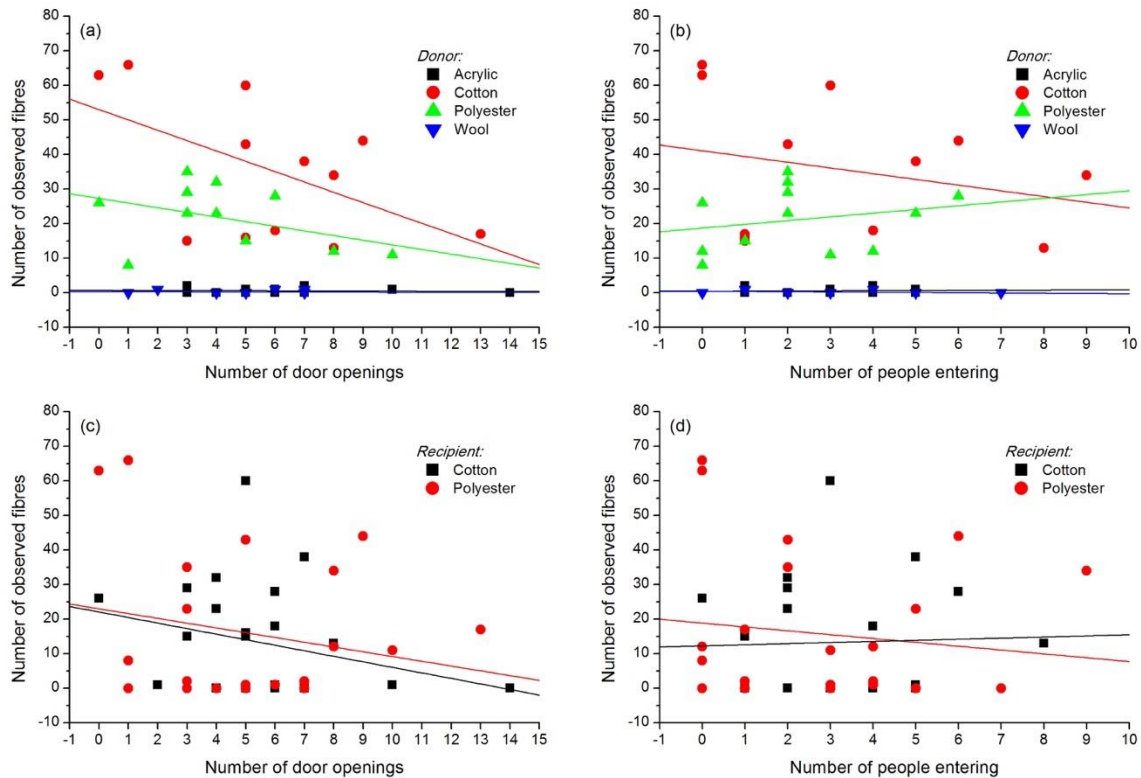 (a)
Donor:
Acrylic
Cotton
Polyester
Wool
Number of observed fibres
80
70
60
50
40
30
20
10
0
-10
-1 0 1 2 3 4 5 6 7 8 9 10 11 12 13 14 15
Number of door openings
(b)
Donor:
Acrylic
Cotton
Polyester
Wool
Number of observed fibres
80
70
60
50
40
30
20
10
0
-10
-1 0 1 2 3 4 5 6 7 8 9 10
Number of people entering
(c)
Recipient:
Cotton
Polyester
Number of observed fibres
80
70
60
50
40
30
20
10
0
-10
-1 0 1 2 3 4 5 6 7 8 9 10 11 12 13 14 15
Number of door openings
(d)
Recipient:
Cotton
Polyester
Number of observed fibres
80
70
60
50
40
30
20
10
0
-10
-1 0 1 2 3 4 5 6 7 8 9 10
Number of people entering